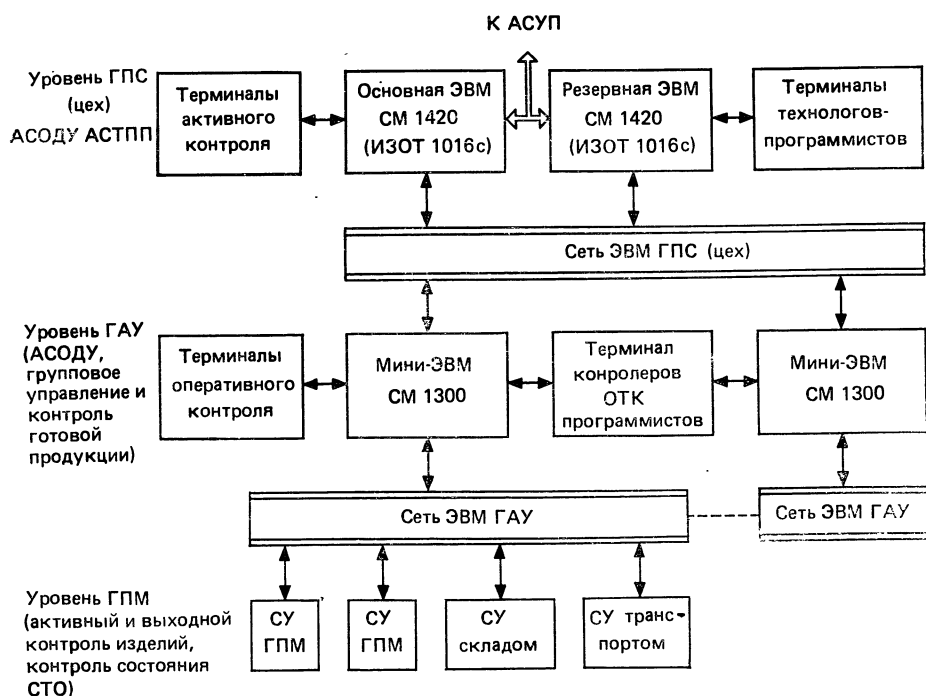 К АСУП
Уровень ГПС
(цех)
АСОДУ АСТПП
Терминалы
активного
контроля
Основная ЭВМ
СМ 1420
(ИЗОТ 1016с)
Резервная ЭВМ
СМ 1420
(ИЗОТ 1016с)
Терминалы
технологов-
программистов
Сеть ЭВМ ГПС (цех)
Уровень ГАУ
(АСОДУ,
групповое
управление и
контроль
готовой
продукции)
Терминалы
оперативного
контроля
Мини-ЭВМ
СМ 1300
Терминал
конролеров
ОТК
программистов
Мини-ЭВМ
СМ 1300
Сеть ЭВМ ГАУ
Сеть ЭВМ ГАУ
Уровень ГПМ
(активный и выходной
контроль изделий,
контроль состояния
СТО)
СУ
ГПМ
СУ
ГПМ
СУ
складом
СУ транс-
портом